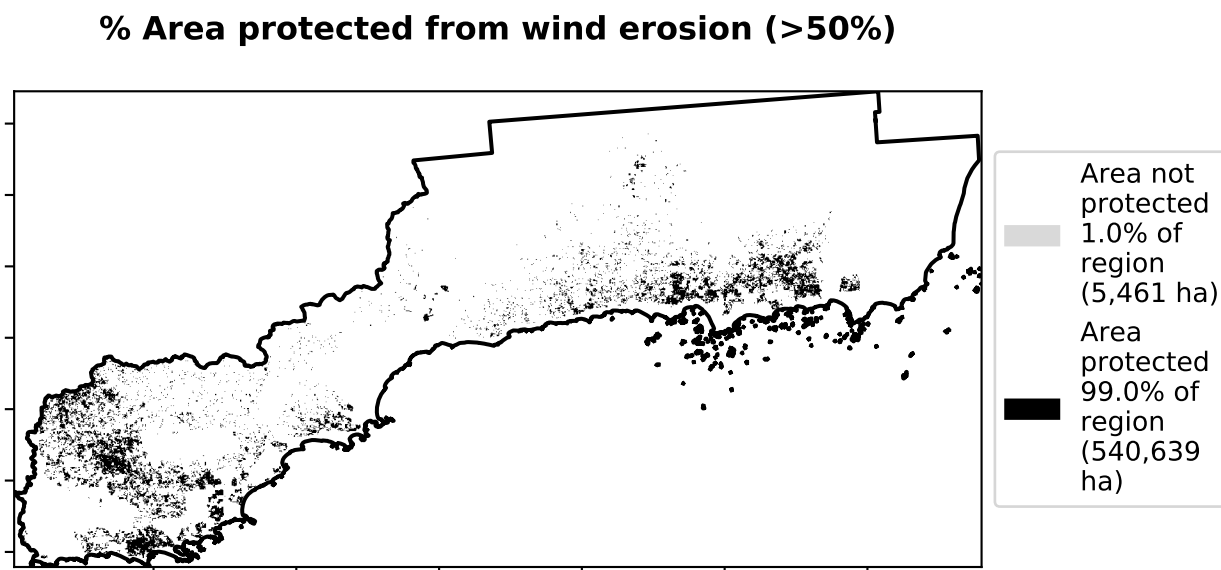 % Area protected from wind erosion (>50%)
Area not
protected
1.0% of
region
(5,461 ha)
Area
protected
99.0% of
region
(540,639
ha)